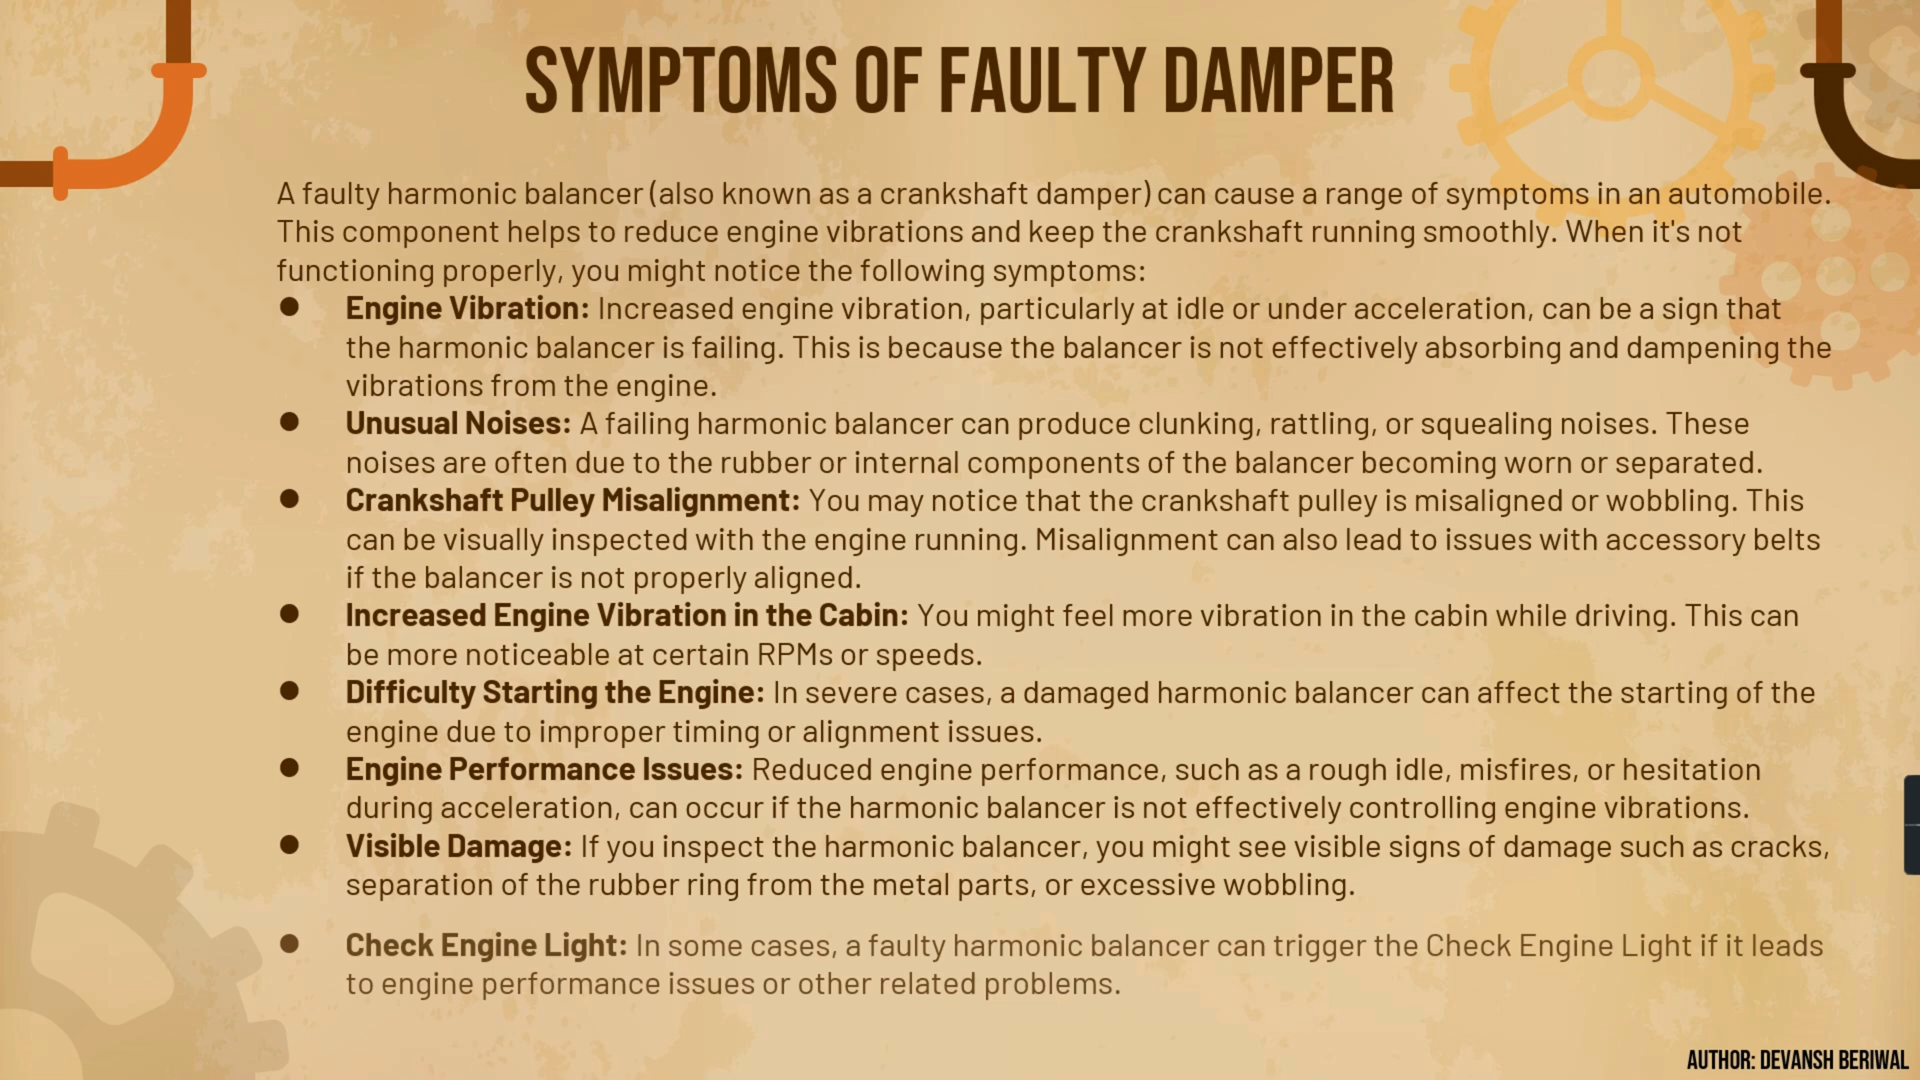 SYMPTOMS OF FAULTY DAMPER
A faulty harmonic balancer (also known as a crankshaft damper) can cause a range of symptoms in an automobile.
This component helps to reduce engine vibrations and keep the crankshaft running smoothly. When it's not
functioning properly, you might notice the following symptoms:
● Engine Vibration: Increased engine vibration, particularly at idle or under acceleration, can be a sign that
the harmonic balancer is failing. This is because the balancer is not effectively absorbing and dampening the
vibrations from the engine.
● Unusual Noises: A failing harmonic balancer can produce clunking, rattling, or squealing noises. These
noises are often due to the rubber or internal components of the balancer becoming worn or separated.
● Crankshaft Pulley Misalignment: You may notice that the crankshaft pulley is misaligned or wobbling. This
can be visually inspected with the engine running. Misalignment can also lead to issues with accessory belts
if the balancer is not properly aligned.
● Increased Engine Vibration in the Cabin: You might feel more vibration in the cabin while driving. This can
be more noticeable at certain RPMs or speeds.
● Difficulty Starting the Engine: In severe cases, a damaged harmonic balancer can affect the starting of the
engine due to improper timing or alignment issues.
● Engine Performance Issues: Reduced engine performance, such as a rough idle, misfires, or hesitation
during acceleration, can occur if the harmonic balancer is not effectively controlling engine vibrations.
● Visible Damage: If you inspect the harmonic balancer, you might see visible signs of damage such as cracks,
separation of the rubber ring from the metal parts, or excessive wobbling.
● Check Engine Light: In some cases, a faulty harmonic balancer can trigger the Check Engine Light if it leads
to engine performance issues or other related problems.
AUTHOR: DEVANSH BERIWAL